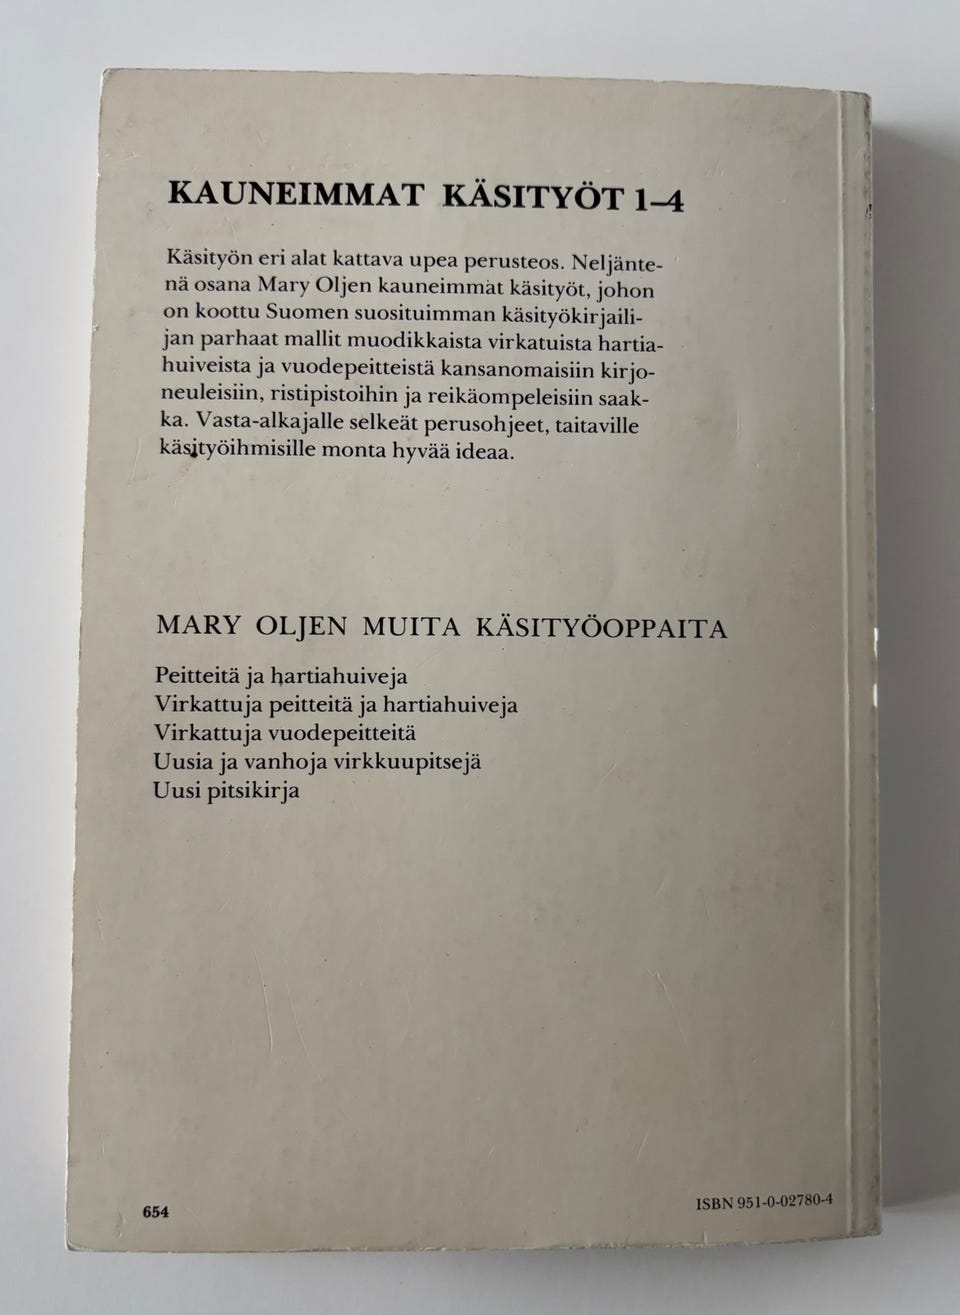 KAUNEIMMAT KÄSITYÖT 1–4
Käsityön eri alat kattava upea perusteos. Neljänte-
nä osana Mary Oljen kauneimmat käsityöt, johon
on koottu Suomen suosituimman käsityökirjaili-
jan parhaat mallit muodikkaista virkatuista hartia-
huiveista ja vuodepeitteistä kansanomaisiin kirjo-
neuleisiin, ristipistoihin ja reikäompeleisiin saak-
ka. Vasta-alkajalle selkeät perusohjeet, taitaville
käsityöihmisille monta hyvää ideaa.
MARY OLJEN MUITA KÄSITYÖOPPAITA
Peitteitä ja hartiahuiveja
Virkattuja peitteitä ja hartiahuiveja
Virkattuja vuodepeitteitä
Uusia ja vanhoja virkkuupitsejä
Uusi pitsikirja
654
ISBN 951-0-02780-4